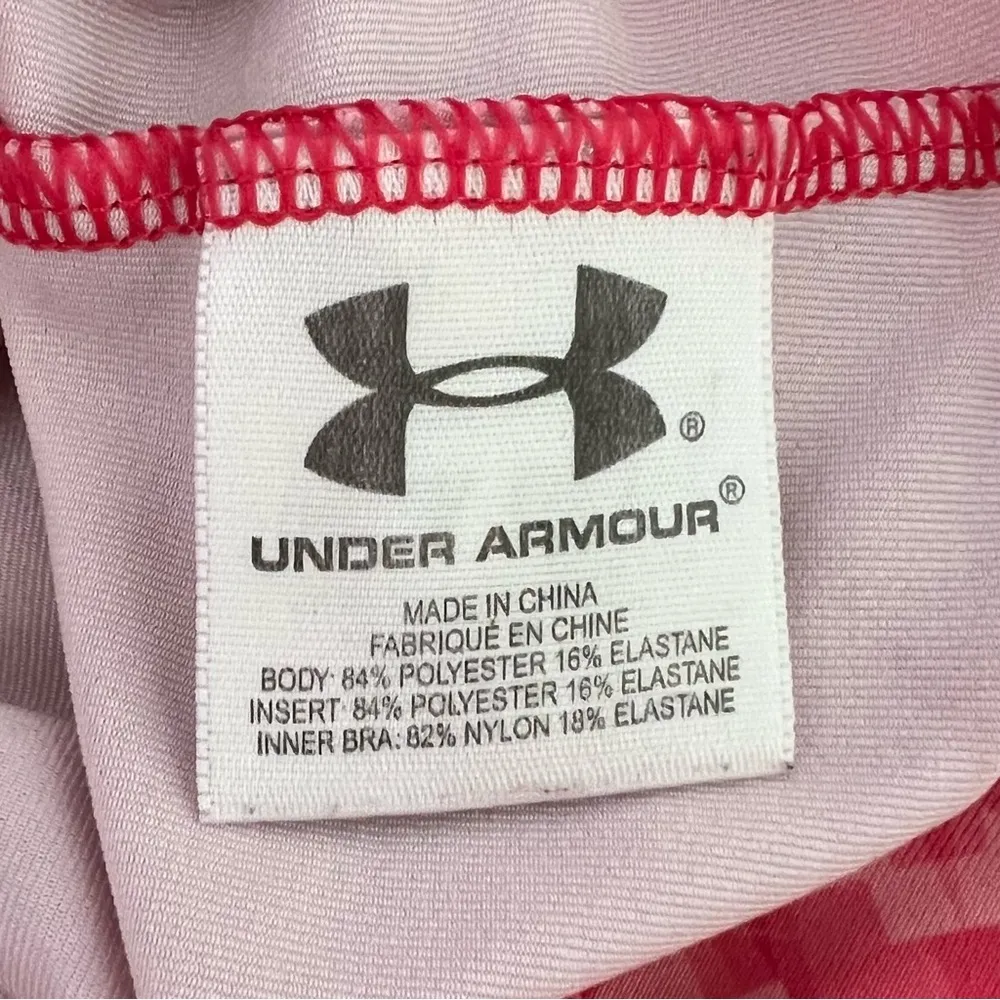 ®
UNDER ARMOUR®
MADE IN CHINA
FABRIQUÉ EN CHINE
BODY: 84% POLYESTER 16% ELASTANE
INSERT: 84% POLYESTER 16% ELASTANE
INNER BRA: 82% NYLON 18% ELASTANE